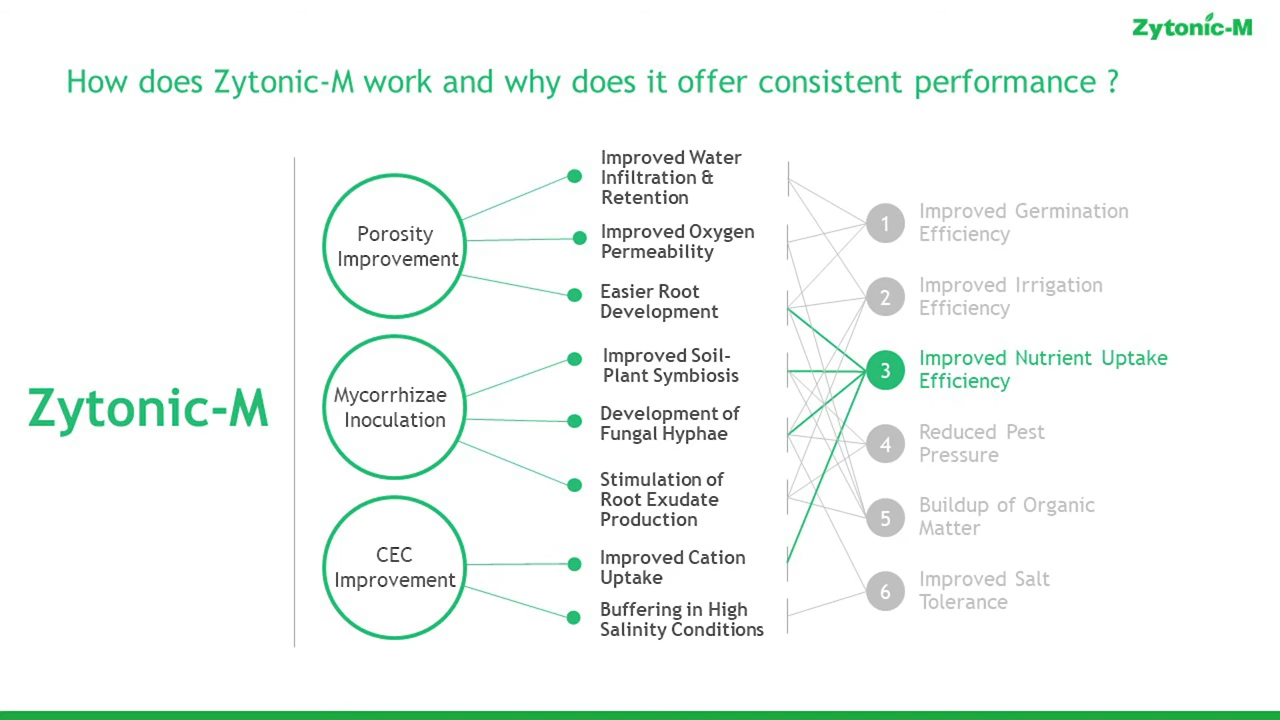 Zytonic-M
How does Zytonic-M work and why does it offer consistent performance ?
Zytonic-M
Porosity
Improvement
Mycorrhizae
Inoculation
CEC
Improvement
Improved Water
Infiltration &
Retention
Improved Oxygen
Permeability
Easier Root
Development
Improved Soil-
Plant Symbiosis
Development of
Fungal Hyphae
Stimulation of
Root Exudate
Production
Improved Cation
Uptake
Buffering in High
Salinity Conditions
1 Improved Germination
Efficiency
2 Improved Irrigation
Efficiency
3 Improved Nutrient Uptake
Efficiency
4 Reduced Pest
Pressure
5 Buildup of Organic
Matter
6 Improved Salt
Tolerance